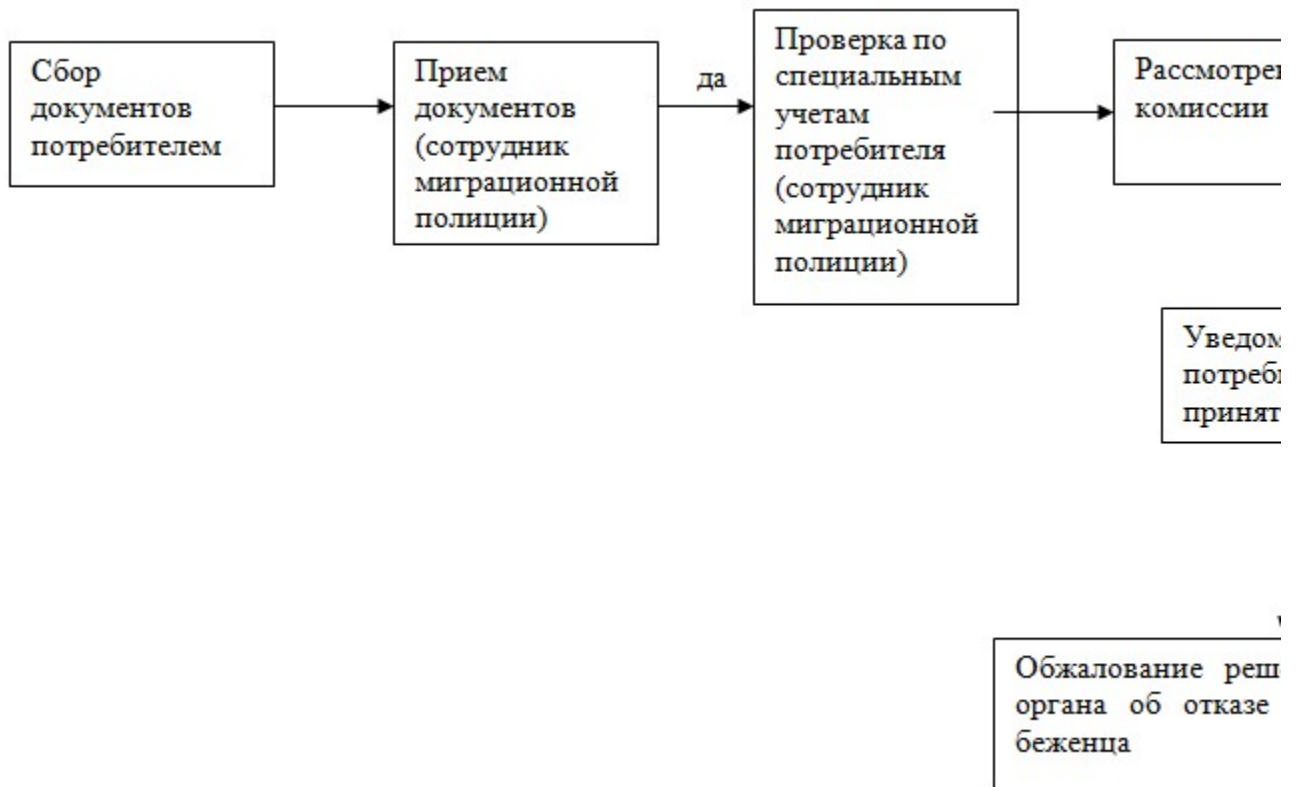 Сбор
документов
потребителем
Прием
документов
(сотрудник
миграционной
полиции)
да
Проверка по
специальным
учетам
потребителя
(сотрудник
миграционной
полиции)
комиссии
Обжалование
органа об отказе
беженца